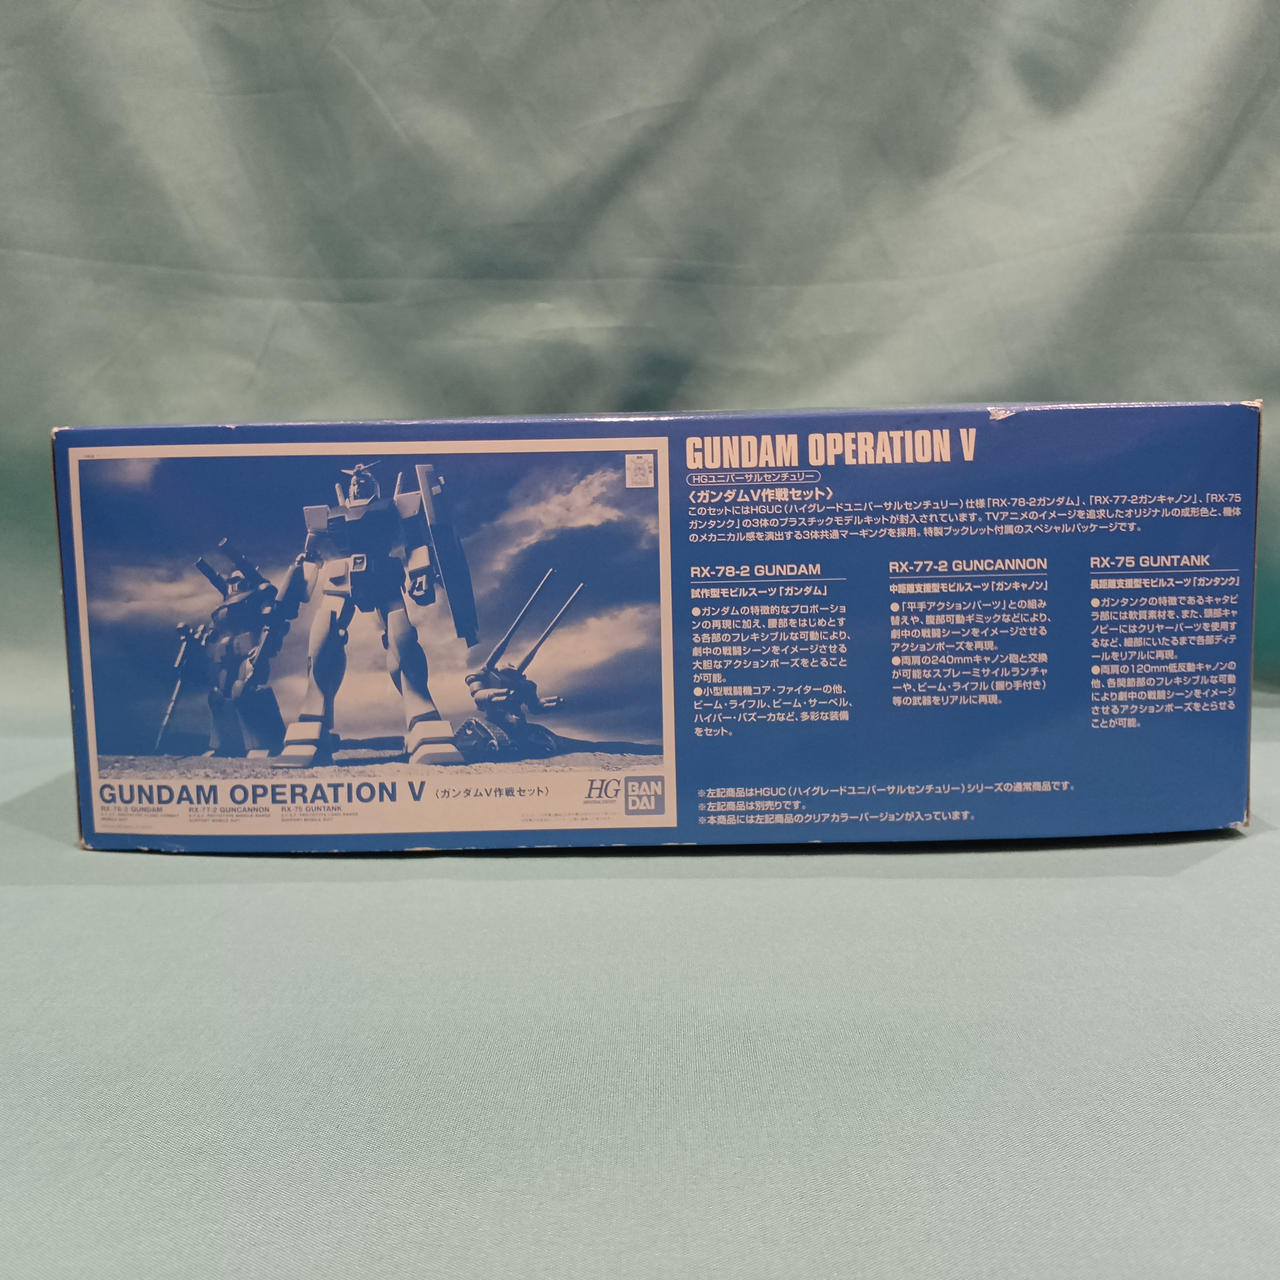 GUNDAM OPERATION V 〈ガンダムV作戦セット〉
RX-78-2 GUNDAM
RX-77-2 GUNCANNON
RX-75 GUNTANK
HG
BAN
DAI
GUNDAM OPERATION V
HGユニバーサルセンチュリー
〈ガンダムV作戦セット〉
このセットにはHGUC(ハイグレードユニバーサルセンチュリー)仕様「RX-78-2ガンダム」、「RX-77-2ガンキャノン」、「RX-75
ガンタンク」の3体のプラスチックモデルキットが封入されています。TVアニメのイメージを追求したオリジナルの成形色と、機体
のメカニカル感を演出する3体共通マーキングを採用。特製ブックレット付属のスペシャルパッケージです。
RX-78-2 GUNDAM
試作型モビルスーツ「ガンダム」
●ガンダムの特徴的なプロポーショ
ンの再現に加え、腰部をはじめとす
る各部のフレキシブルな可動により、
劇中の戦闘シーンをイメージさせる
大胆なアクションポーズをとること
が可能。
●小型戦闘機コア・ファイターの他、
ビーム・ライフル、ビーム・サーベル、
ハイパー・バズーカなど、多彩な装備
をセット。
RX-77-2 GUNCANNON
中距離支援型モビルスーツ「ガンキャノン」
●「平手アクションパーツ」との組み
替えや、腹部可動ギミックなどにより、
劇中の戦闘シーンをイメージさせる
アクションポーズを再現。
●両肩の240mmキャノン砲と交換
が可能なスプレーミサイルランチャ
ーや、ビーム・ライフル(握り手付き)
等の武器をリアルに再現。
RX-75 GUNTANK
長距離支援型モビルスーツ「ガンタンク」
●ガンタンクの特徴であるキャタピ
ラ部には軟質素材を、また、頭部キャ
ノピーにはクリヤーパーツを使用す
るなど、細部にいたるまで各部ディテ
ールをリアルに再現。
●両肩の120mm低反動キャノンの
他、各関節部のフレキシブルな可動
により劇中の戦闘シーンをイメージ
させるアクションポーズをとらせる
ことが可能。
※左記商品はHGUC(ハイグレードユニバーサルセンチュリー)シリーズの通常商品です。
※左記商品は別売りです。
※本商品には左記商品のクリアカラーバージョンが入っています。